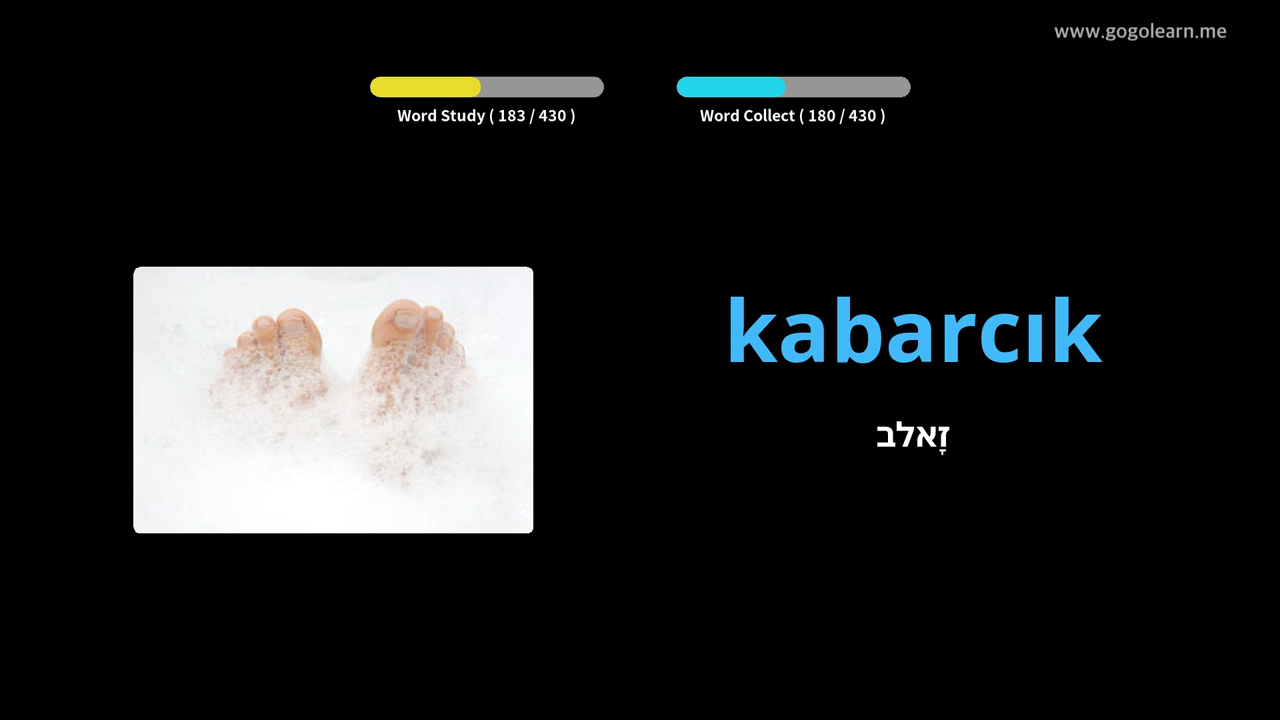 www.gogolearn.me
Word Study ( 183 / 430 )
Word Collect ( 180 / 430 )
kabarcık
זָאלב